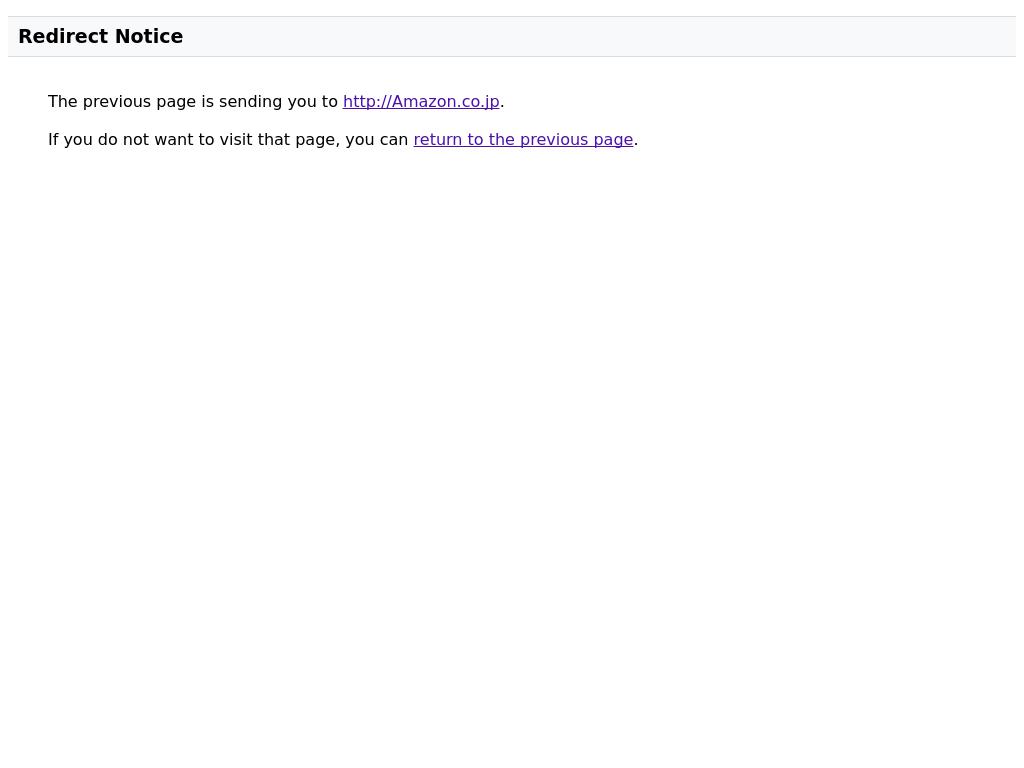 Redirect Notice
The previous page is sending you to http://Amazon.co.jp.
If you do not want to visit that page, you can return to the previous page.